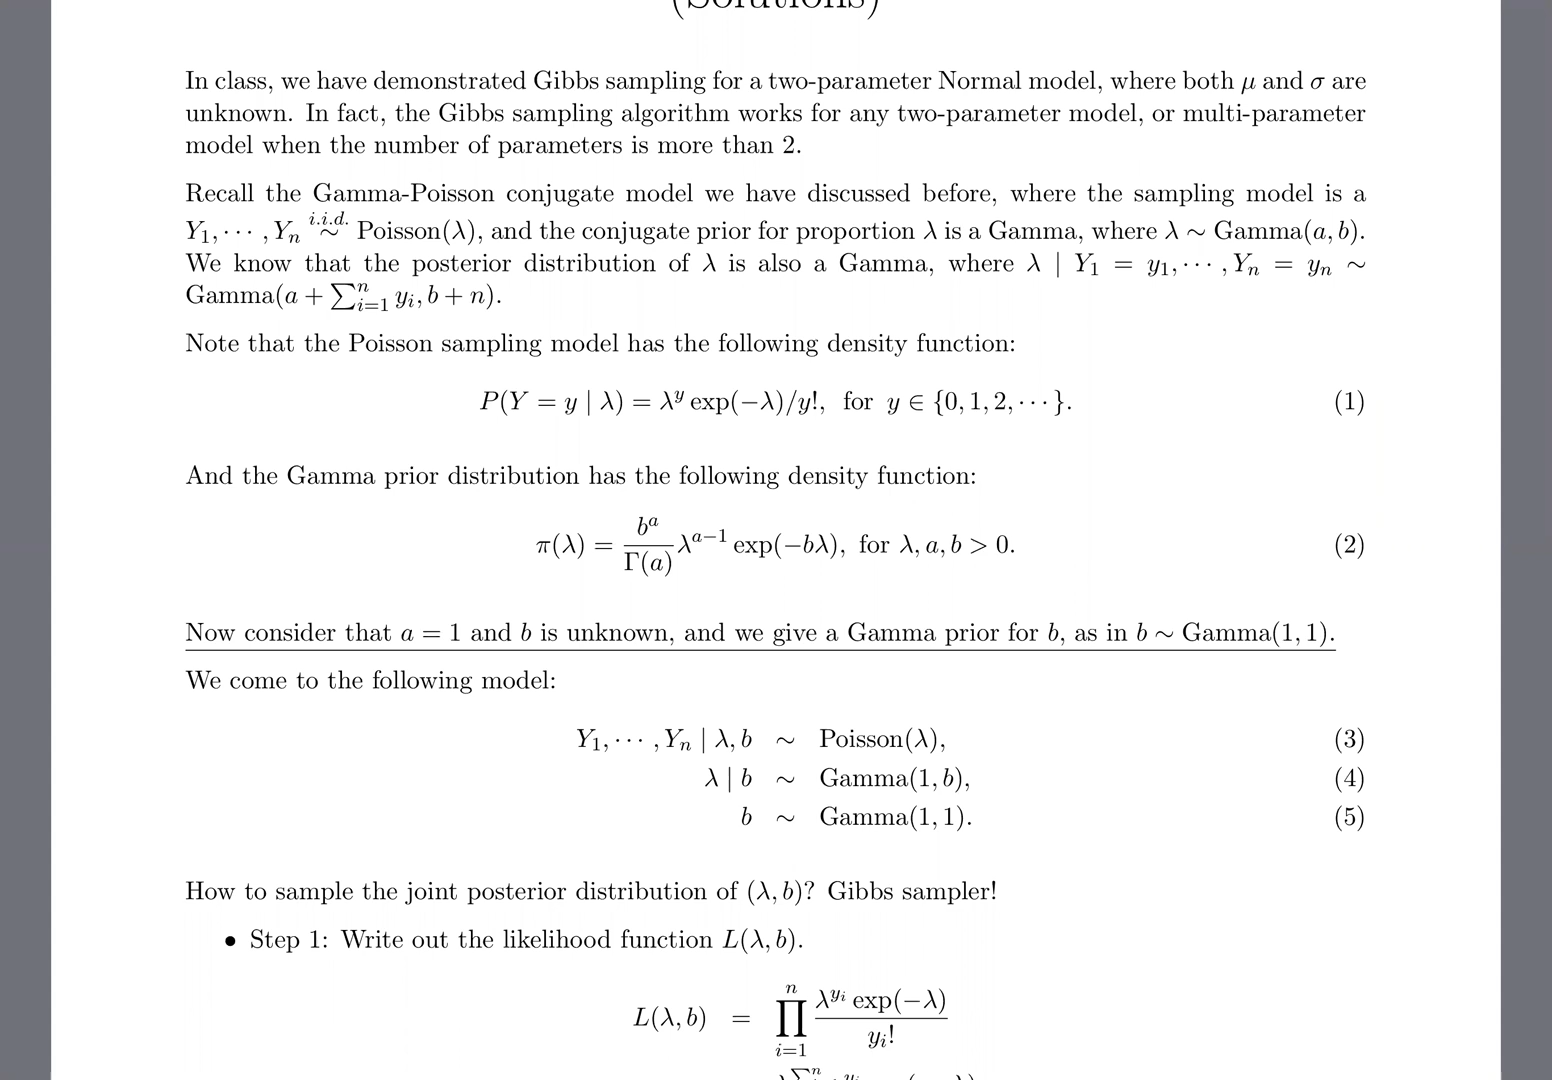 (Solutions)
In class, we have demonstrated Gibbs sampling for a two-parameter Normal model, where both μ and σ are
unknown. In fact, the Gibbs sampling algorithm works for any two-parameter model, or multi-parameter
model when the number of parameters is more than 2.
Recall the Gamma-Poisson conjugate model we have discussed before, where the sampling model is a
Y₁, ⋯ , Yₙ i.i.d. ∼ Poisson(λ), and the conjugate prior for proportion λ is a Gamma, where λ ∼ Gamma(a, b).
We know that the posterior distribution of λ is also a Gamma, where λ | Y₁ = y₁, ⋯ , Yₙ = yₙ ∼
Gamma(a + ∑ⁿᵢ₌₁ yᵢ, b + n).
Note that the Poisson sampling model has the following density function:
P(Y = y | λ) = λʸ exp(−λ)/y!, for y ∈ {0, 1, 2, ⋯ }. (1)
And the Gamma prior distribution has the following density function:
π(λ) = bᵃ/Γ(a) λᵃ⁻¹ exp(−bλ), for λ, a, b > 0. (2)
Now consider that a = 1 and b is unknown, and we give a Gamma prior for b, as in b ∼ Gamma(1, 1).
We come to the following model:
Y₁, ⋯ , Yₙ | λ, b ∼ Poisson(λ), (3)
λ | b ∼ Gamma(1, b), (4)
b ∼ Gamma(1, 1). (5)
How to sample the joint posterior distribution of (λ, b)? Gibbs sampler!
• Step 1: Write out the likelihood function L(λ, b).
L(λ, b) = ∏ⁿᵢ₌₁ λ^yᵢ exp(−λ)/yᵢ!